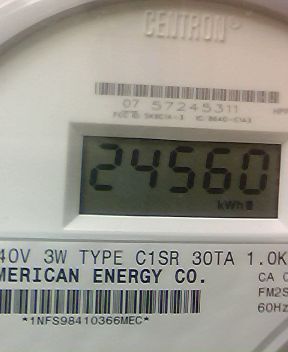 CENTRON®
07 57245311
24560
kWh
40V 3W TYPE C1SR 30TA 1.0K
MERICAN ENERGY CO.
CA
FM2S
60Hz
*1NFS98410366MEC*